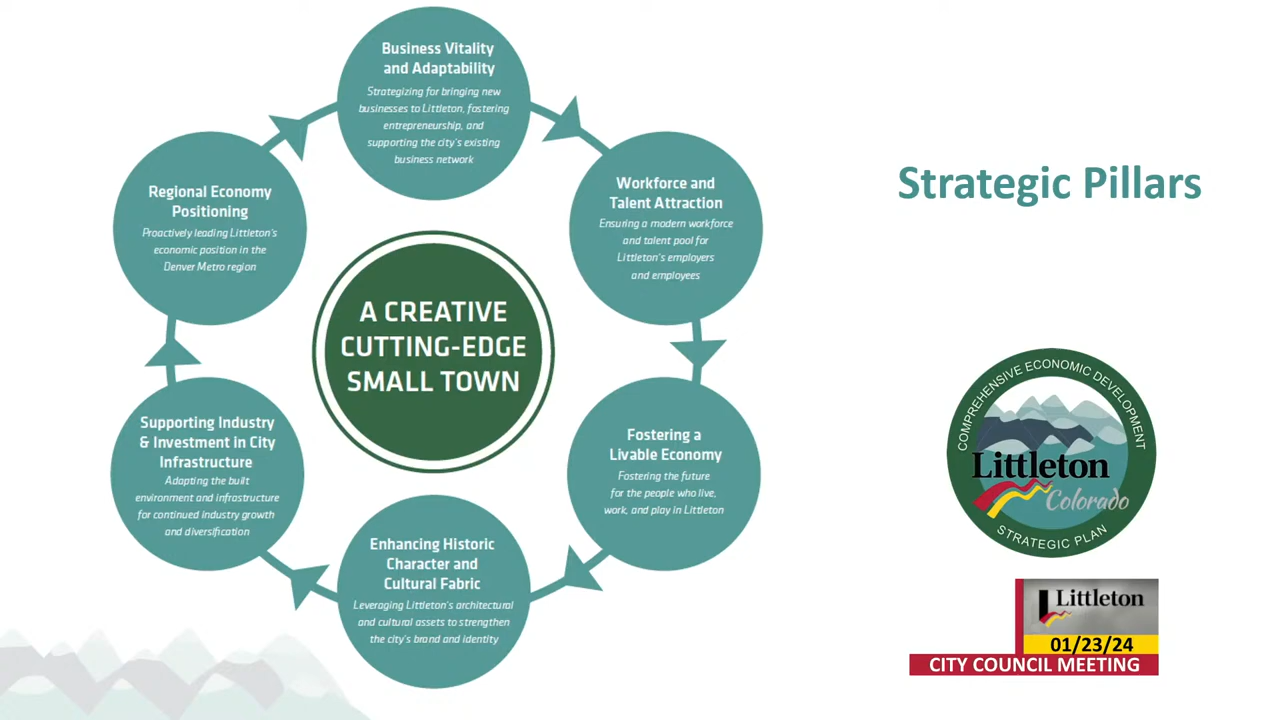 Business Vitality
and Adaptability
Strategizing for bringing new
businesses to Littleton, fostering
entrepreneurship, and
supporting the city's existing
business network
Workforce and
Talent Attraction
Ensuring a modern workforce
and talent pool for
Littleton's employers
and employees
Fostering a
Livable Economy
Fostering the future
for the people who live,
work, and play in Littleton
Enhancing Historic
Character and
Cultural Fabric
Leveraging Littleton's architectural
and cultural assets to strengthen
the city's brand and identity
Supporting Industry
& Investment in City
Infrastructure
Adapting the built
environment and infrastructure
for continued industry growth
and diversification
Regional Economy
Positioning
Proactively leading Littleton's
economic position in the
Denver Metro region
A CREATIVE
CUTTING-EDGE
SMALL TOWN
Strategic Pillars
COMPREHENSIVE ECONOMIC DEVELOPMENT
Littleton
Colorado
STRATEGIC PLAN
Littleton
01/23/24
CITY COUNCIL MEETING